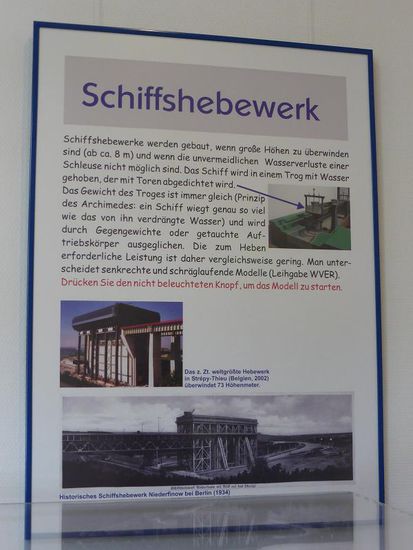 Schiffshebewerk
Schiffshebewerke werden gebaut, wenn große Höhen zu überwinden
sind (ab ca. 8 m) und wenn die unvermeidlichen Wasserverluste einer
Schleuse nicht möglich sind. Das Schiff wird in einem Trog mit Wasser
gehoben, der mit Toren abgedichtet wird.
Das Gewicht des Troges ist immer gleich (Prinzip
des Archimedes: ein Schiff wiegt genau so viel
wie das von ihm verdrängte Wasser) und wird
durch Gegengewichte oder getauchte Auf-
triebskörper ausgeglichen. Die zum Heben
erforderliche Leistung ist daher vergleichsweise gering. Man unter-
scheidet senkrechte und schräglaufende Modelle (Leihgabe WVER).
Drücken Sie den nicht beleuchteten Knopf, um das Modell zu starten.
Das z. Zt. weltgrößte Hebewerk
in Strépy-Thieu (Belgien, 2002)
überwindet 73 Höhenmeter.
Historisches Schiffshebewerk Niederfinow bei Berlin (1934)